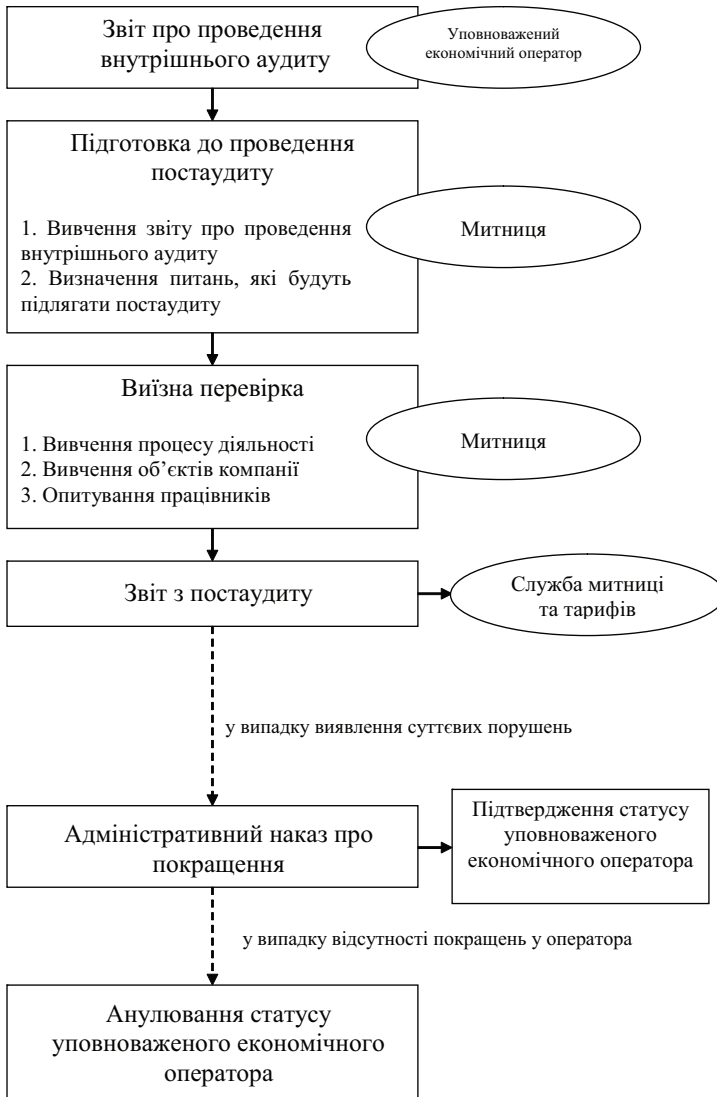 Звіт про проведення
внутрішнього аудиту
Уповноважений
економічний оператор
Підготовка до проведення
постаудиту
1. Вивчення звіту про проведення
внутрішнього аудиту
2. Визначення питань, які будуть
підлягати постаудиту
Митниця
Виїзна перевірка
1. Вивчення процесу діяльності
2. Вивчення об’єктів компанії
3. Опитування працівників
Митниця
Звіт з постаудиту
Служба митниці
та тарифів
у випадку виявлення суттєвих порушень
Адміністративний наказ про
покращення
Підтвердження статусу
уповноваженого
економічного оператора
у випадку відсутності покращень у оператора
Анулювання статусу
уповноваженого економічного
оператора